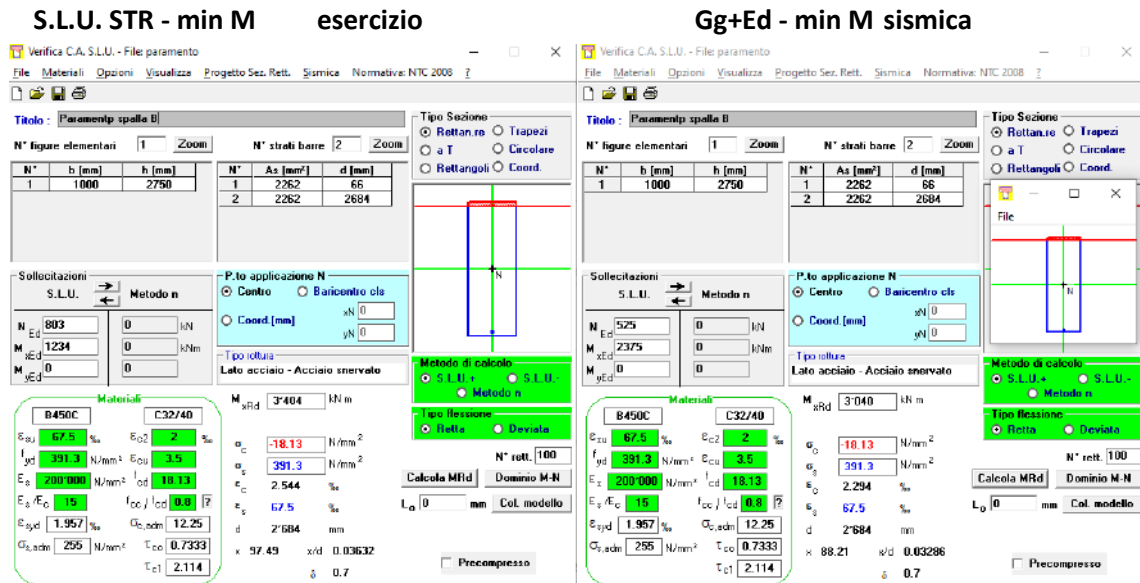 S.L.U. STR - min M esercizio
Gg+Ed - min M sismica
Verifica C.A. S.L.U. - File: paramento
File Materiali Opzioni Visualizza Progetto Sez. Rett. Sismica Normativa: NTC 2008 ?
Titolo : Paramentp spalla B
N° figure elementari 1 Zoom N° strati barre 2 Zoom
N° b [mm] h [mm]
1 1000 2750
N° As [mm²] d [mm]
1 2262 66
2 2262 2684
Tipo Sezione
Rettan.re Trapezi
a T Circolare
Rettangoli Coord.
N
Sollecitazioni
S.L.U. Metodo n
N Ed 803 0 kN
M xEd 1234 0 kNm
M yEd 0 0
P.to applicazione N
Centro Baricentro cls
Coord.[mm] xN 0
yN 0
Tipo rottura
Lato acciaio - Acciaio snervato
Metodo di calcolo
S.L.U.+ S.L.U.-
Metodo n
Tipo flessione
Retta Deviata
N° rett. 100
Calcola MRd Dominio M-N
L₀ 0 mm Col. modello
Precompresso
Materiali
B450C C32/40
εsu 67.5 ‰ εc2 2 ‰
fyd 391.3 N/mm² εcu 3.5
Es 200'000 N/mm² fcd 18.13
Es /Ec 15 fcc / fcd 0.8 ?
εsyd 1.957 ‰ σc,adm 12.25
σs,adm 255 N/mm² τco 0.7333
τc1 2.114
M xRd 3'404 kN m
σc -18.13 N/mm²
σs 391.3 N/mm²
εc 2.544 ‰
εs 67.5 ‰
d 2'684 mm
x 97.49 x/d 0.03632
δ 0.7
Verifica C.A. S.L.U. - File: paramento
File Materiali Opzioni Visualizza Progetto Sez. Rett. Sismica Normativa: NTC 2008 ?
Titolo : Paramentp spalla B
N° figure elementari 1 Zoom N° strati barre 2 Zoom
N° b [mm] h [mm]
1 1000 2750
N° As [mm²] d [mm]
1 2262 66
2 2262 2684
Tipo Sezione
Rettan.re Trapezi
a T Circolare
Rettangoli Coord.
File
N
Sollecitazioni
S.L.U. Metodo n
N Ed 525 0 kN
M xEd 2375 0 kNm
M yEd 0 0
P.to applicazione N
Centro Baricentro cls
Coord.[mm] xN 0
yN 0
Tipo rottura
Lato acciaio - Acciaio snervato
Metodo di calcolo
S.L.U.+ S.L.U.-
Metodo n
Tipo flessione
Retta Deviata
N° rett. 100
Calcola MRd Dominio M-N
L₀ 0 mm Col. modello
Precompresso
Materiali
B450C C32/40
εsu 67.5 ‰ εc2 2 ‰
fyd 391.3 N/mm² εcu 3.5
Es 200'000 N/mm² fcd 18.13
Es /Ec 15 fcc / fcd 0.8 ?
εsyd 1.957 ‰ σc,adm 12.25
σs,adm 255 N/mm² τco 0.7333
τc1 2.114
M xRd 3'040 kN m
σc -18.13 N/mm²
σs 391.3 N/mm²
εc 2.294 ‰
εs 67.5 ‰
d 2'684 mm
x 88.21 x/d 0.03286
δ 0.7